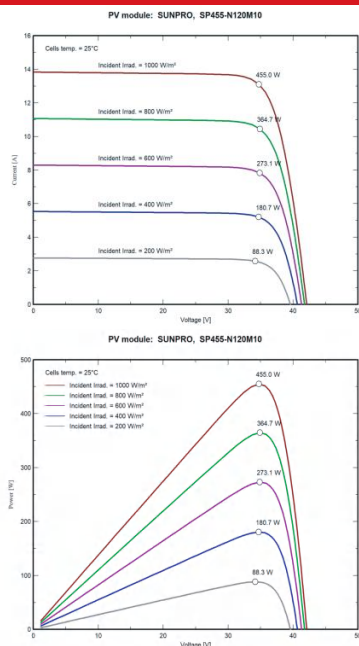 PV module: SUNPRO, SP455-N120M10
16
Cells temp. = 25°C
Incident Irrad. = 1000 W/m²
455.0 W
14
12
Incident Irrad. = 800 W/m²
364.7 W
10
Current [A]
Incident Irrad. = 600 W/m²
273.1 W
8
6
Incident Irrad. = 400 W/m²
180.7 W
4
Incident Irrad. = 200 W/m²
88.3 W
2
0
0 10 20 30 40 50
Voltage [V]
PV module: SUNPRO, SP455-N120M10
500
Cells temp. = 25°C
455.0 W
Incident Irrad. = 1000 W/m²
Incident Irrad. = 800 W/m²
Incident Irrad. = 600 W/m²
Incident Irrad. = 400 W/m²
Incident Irrad. = 200 W/m²
400
364.7 W
300
Power [W]
273.1 W
200
180.7 W
100
88.3 W
0
0 10 20 30 40 50
Voltage [V]